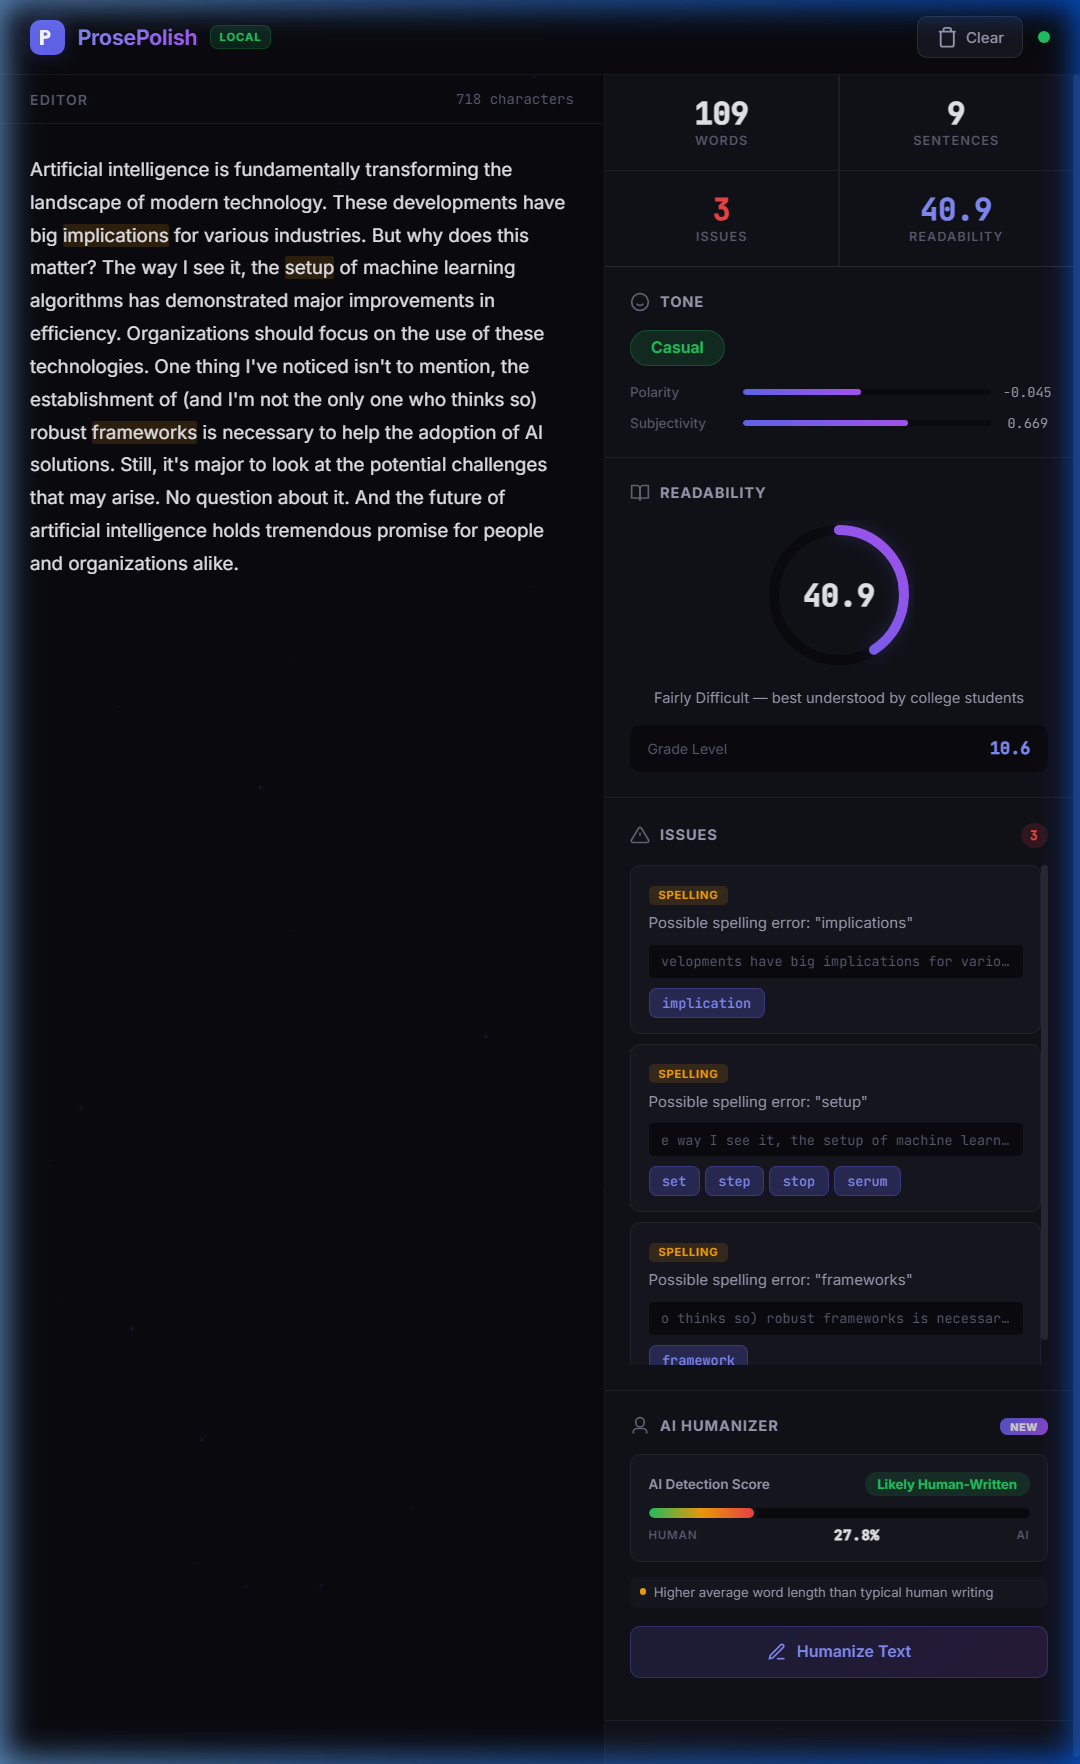 P ProsePolish LOCAL
Clear
EDITOR
718 characters
Artificial intelligence is fundamentally transforming the
landscape of modern technology. These developments have
big implications for various industries. But why does this
matter? The way I see it, the setup of machine learning
algorithms has demonstrated major improvements in
efficiency. Organizations should focus on the use of these
technologies. One thing I've noticed isn't to mention, the
establishment of (and I'm not the only one who thinks so)
robust frameworks is necessary to help the adoption of AI
solutions. Still, it's major to look at the potential challenges
that may arise. No question about it. And the future of
artificial intelligence holds tremendous promise for people
and organizations alike.
109
WORDS
9
SENTENCES
3
ISSUES
40.9
READABILITY
TONE
Casual
Polarity -0.045
Subjectivity 0.669
READABILITY
40.9
Fairly Difficult — best understood by college students
Grade Level 10.6
ISSUES 3
SPELLING
Possible spelling error: "implications"
velopments have big implications for vario…
implication
SPELLING
Possible spelling error: "setup"
e way I see it, the setup of machine learn…
set step stop serum
SPELLING
Possible spelling error: "frameworks"
o thinks so) robust frameworks is necessar…
framework
AI HUMANIZER NEW
AI Detection Score Likely Human-Written
HUMAN 27.8% AI
Higher average word length than typical human writing
Humanize Text